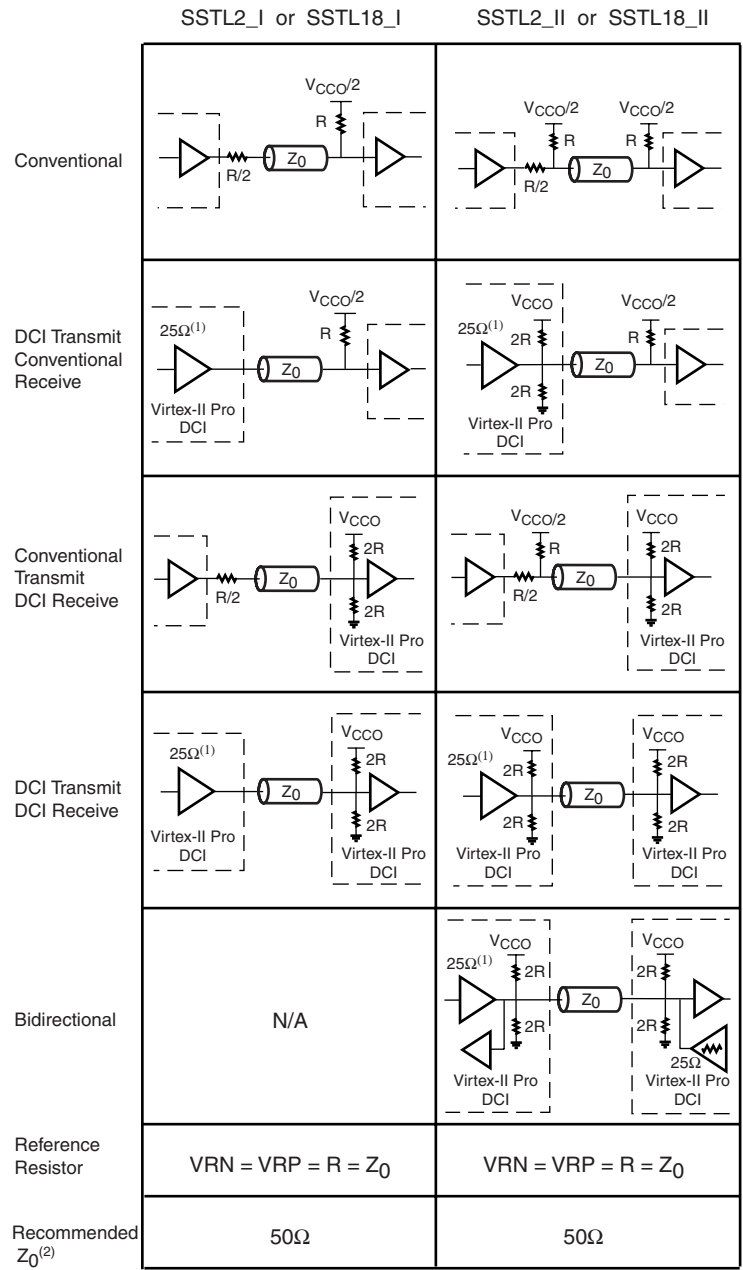 SSTL2_I or SSTL18_I
SSTL2_II or SSTL18_II
Conventional
R/2
Z0
R
VCCO/2
R/2
VCCO/2
R
Z0
VCCO/2
R
DCI Transmit
Conventional
Receive
25Ω(1)
Virtex-II Pro
DCI
Z0
VCCO/2
R
25Ω(1)
VCCO
2R
2R
Virtex-II Pro
DCI
Z0
VCCO/2
R
Conventional
Transmit
DCI Receive
R/2
Z0
VCCO
2R
2R
Virtex-II Pro
DCI
R/2
VCCO/2
R
Z0
VCCO
2R
2R
Virtex-II Pro
DCI
DCI Transmit
DCI Receive
25Ω(1)
Virtex-II Pro
DCI
Z0
VCCO
2R
2R
Virtex-II Pro
DCI
25Ω(1)
VCCO
2R
2R
Virtex-II Pro
DCI
Z0
VCCO
2R
2R
Virtex-II Pro
DCI
Bidirectional
N/A
25Ω(1)
VCCO
2R
2R
Virtex-II Pro
DCI
Z0
VCCO
2R
2R
25Ω
Virtex-II Pro
DCI
Reference
Resistor
VRN = VRP = R = Z0
VRN = VRP = R = Z0
Recommended
Z0(2)
50Ω
50Ω